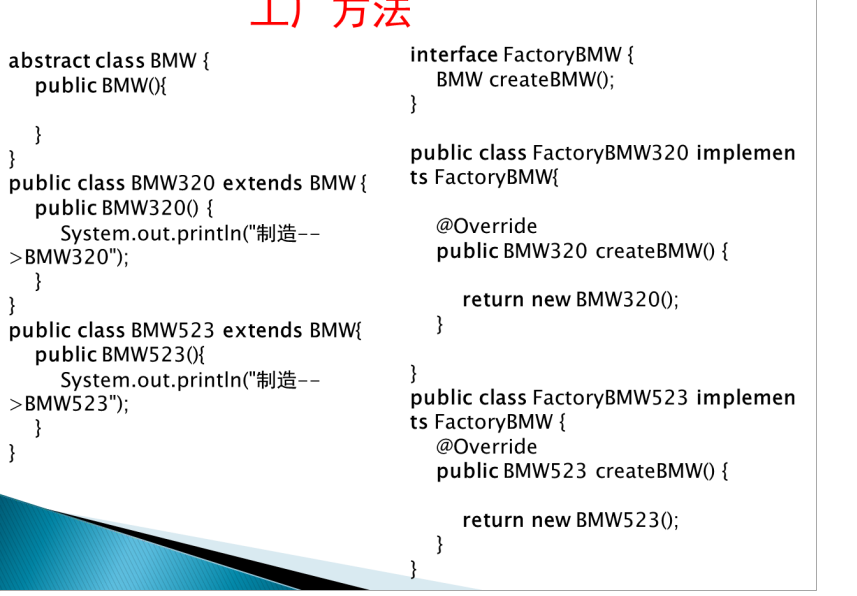 工厂方法
abstract class BMW {
public BMW(){
}
}
public class BMW320 extends BMW {
public BMW320() {
System.out.println("制造--
>BMW320");
}
}
public class BMW523 extends BMW{
public BMW523(){
System.out.println("制造--
>BMW523");
}
}
interface FactoryBMW {
BMW createBMW();
}
public class FactoryBMW320 implemen
ts FactoryBMW{
@Override
public BMW320 createBMW() {
return new BMW320();
}
}
public class FactoryBMW523 implemen
ts FactoryBMW {
@Override
public BMW523 createBMW() {
return new BMW523();
}
}